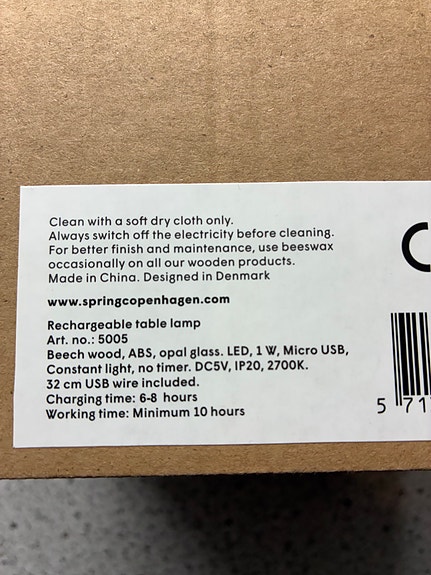 Clean with a soft dry cloth only.
Always switch off the electricity before cleaning.
For better finish and maintenance, use beeswax
occasionally on all our wooden products.
Made in China. Designed in Denmark
www.springcopenhagen.com
Rechargeable table lamp
Art. no.: 5005
Beech wood, ABS, opal glass. LED, 1 W, Micro USB,
Constant light, no timer. DC5V, IP20, 2700K.
32 cm USB wire included.
Charging time: 6-8 hours
Working time: Minimum 10 hours
5 71